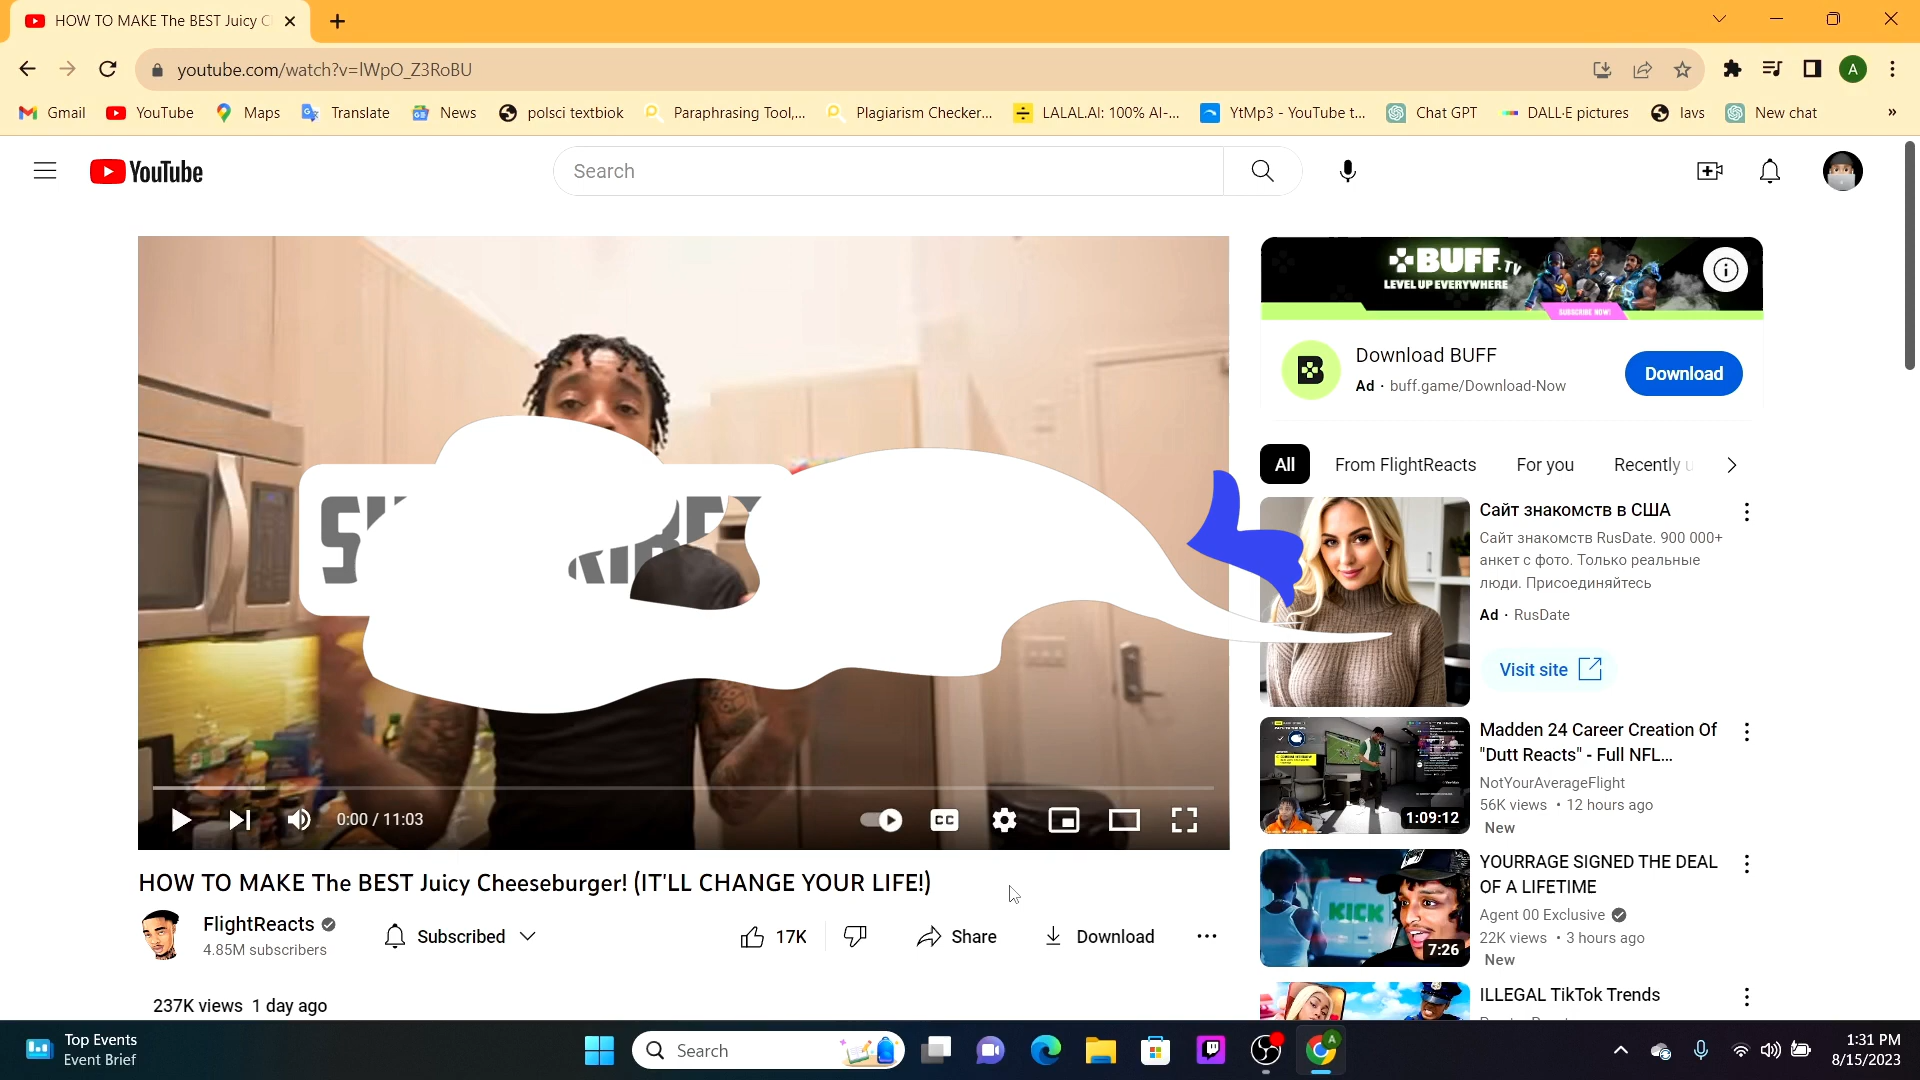 HOW TO MAKE The BEST Juicy C
youtube.com/watch?v=lWpO_Z3RoBU
A
Gmail
YouTube
Maps
Translate
News
polsci textbiok
Paraphrasing Tool,...
Plagiarism Checker...
LALAL.AI: 100% AI-...
YtMp3 - YouTube t...
Chat GPT
DALL·E pictures
lavs
New chat
»
YouTube
Search
BUFF.TV
LEVEL UP EVERYWHERE
SUBSCRIBE NOW!
Download BUFF
Ad · buff.game/Download-Now
Download
All
From FlightReacts
For you
Recently u
Сайт знакомств в США
Сайт знакомств RusDate. 900 000+
анкет с фото. Только реальные
люди. Присоединяйтесь
Ad · RusDate
Visit site
Madden 24 Career Creation Of
"Dutt Reacts" - Full NFL...
NotYourAverageFlight
56K views • 12 hours ago
New
1:09:12
0:00 / 11:03
CC
HOW TO MAKE The BEST Juicy Cheeseburger! (IT'LL CHANGE YOUR LIFE!)
FlightReacts
4.85M subscribers
Subscribed
17K
Share
Download
237K views 1 day ago
YOURRAGE SIGNED THE DEAL
OF A LIFETIME
Agent 00 Exclusive
22K views • 3 hours ago
New
KICK
7:26
ILLEGAL TikTok Trends
Top Events
Event Brief
Search
A
1:31 PM
8/15/2023